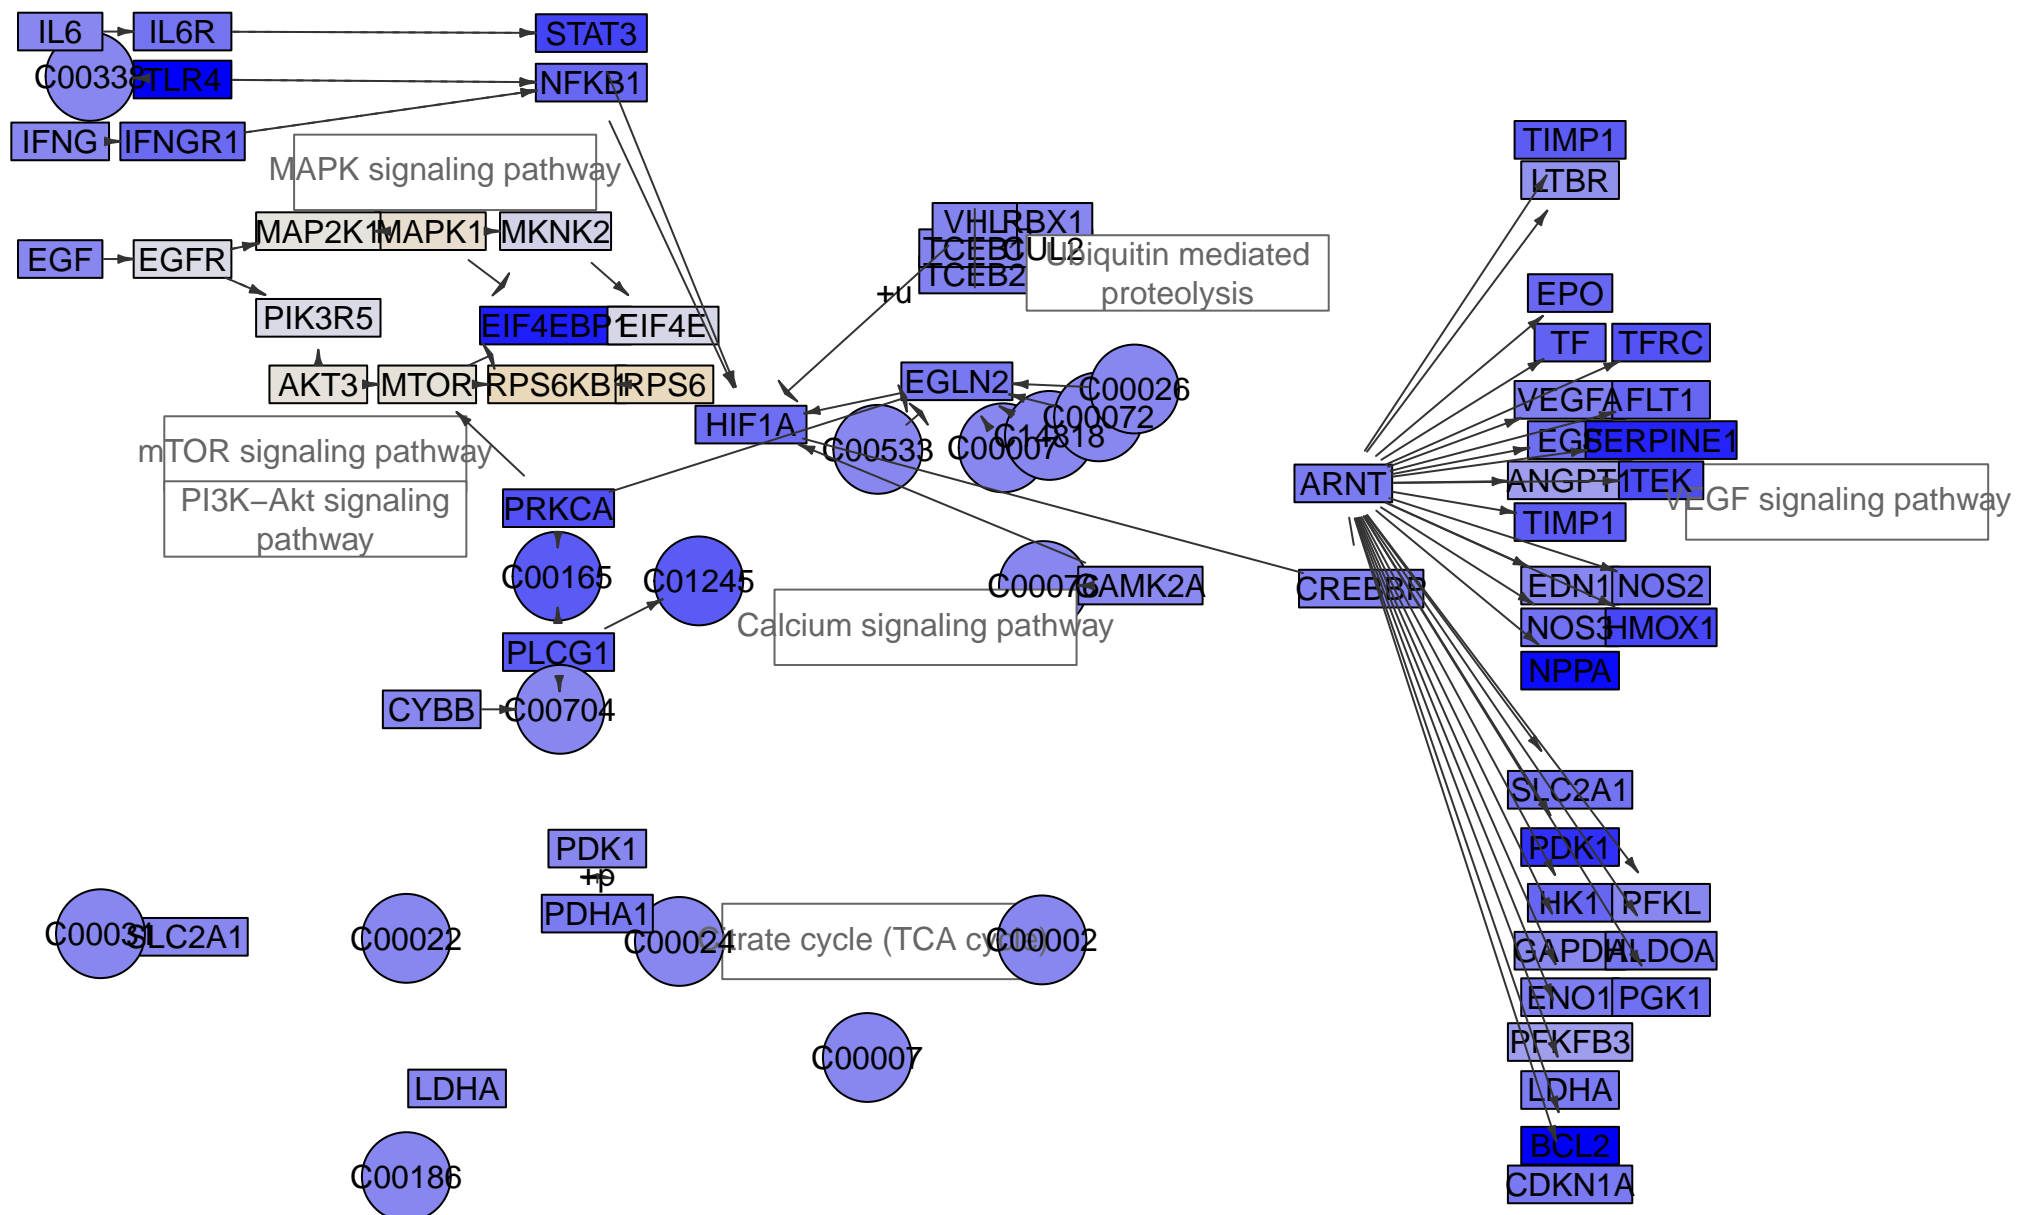 IL6
IL6R
STAT3
C00338
TLR4
NFKB1
IFNG
IFNGR1
MAPK signaling pathway
TIMP1
LTBR
MAP2K1
MAPK1
MKNK2
VHL
RBX1
EGF
EGFR
TCEB1
CUL2
TCEB2
Ubiquitin mediated
proteolysis
+u
EPO
PIK3R5
EIF4EBP1
EIF4E
TF
TFRC
AKT3
MTOR
RPS6KB1
RPS6
EGLN2
C00026
HIF1A
C00533
C00007
C14818
C00072
VEGFA
FLT1
mTOR signaling pathway
EGF
SERPINE1
PI3K–Akt signaling
pathway
ARNT
ANGPT1
TEK
VEGF signaling pathway
PRKCA
TIMP1
C00165
C01245
C00076
CAMK2A
CREBBP
EDN1
NOS2
Calcium signaling pathway
NOS3
HMOX1
PLCG1
NPPA
CYBB
C00704
SLC2A1
PDK1
+p
PDK1
PDHA1
HK1
PFKL
C00031
SLC2A1
C00022
C00024
Citrate cycle (TCA cycle)
C00002
GAPDH
ALDOA
ENO1
PGK1
PFKFB3
C00007
LDHA
LDHA
BCL2
C00186
CDKN1A